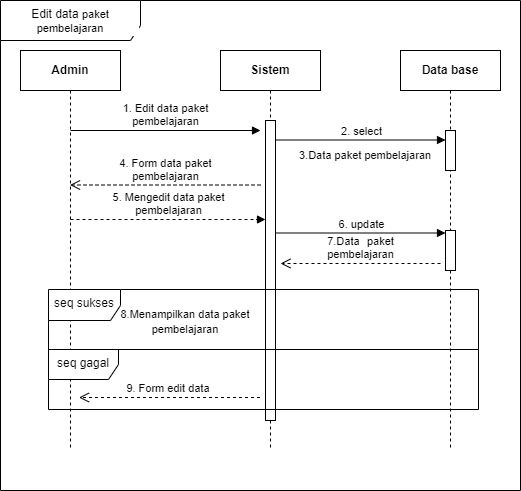 Edit data paket
pembelajaran
Admin
Sistem
Data base
1. Edit data paket
pembelajaran
2. select
3.Data paket pembelajaran
4. Form data paket
pembelajaran
5. Mengedit data paket
pembelajaran
6. update
7.Data paket
pembelajaran
seq sukses
8.Menampilkan data paket
pembelajaran
seq gagal
9. Form edit data